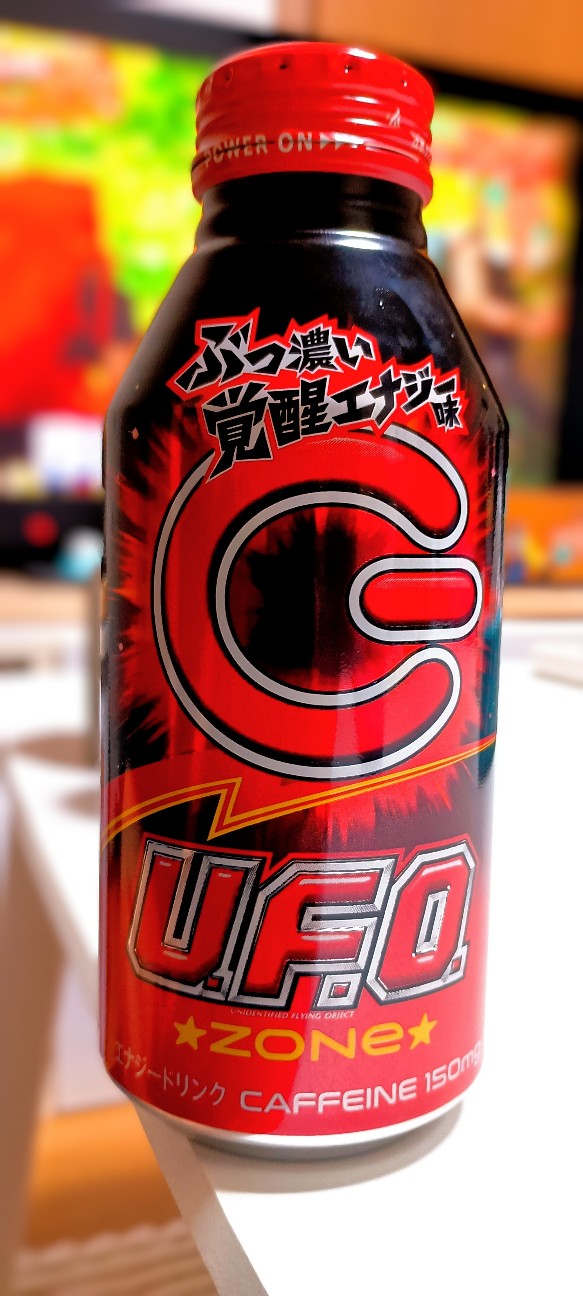 POWER ON
ぶっ濃い
覚醒エナジー味
U.F.O.
UNIDENTIFIED FLYING OBJECT
★ZONe★
エナジードリンク CAFFEINE 150mg